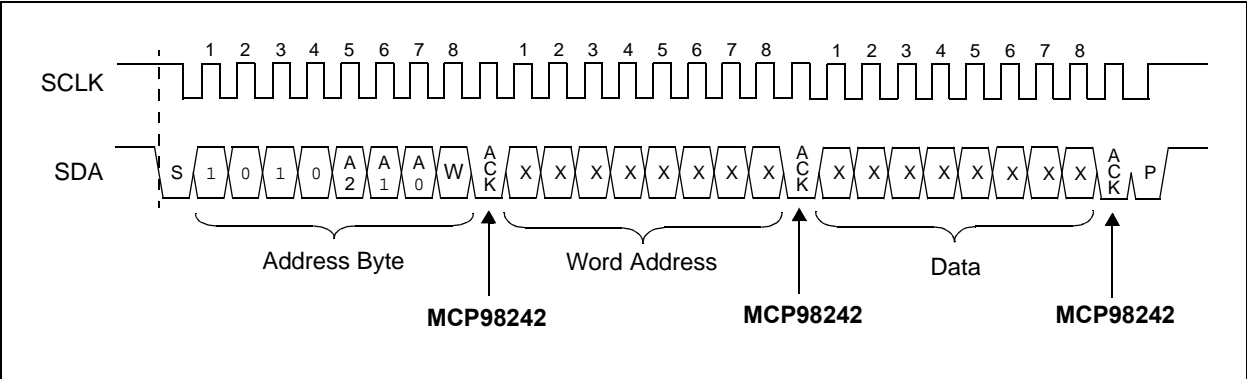 1 2 3 4 5 6 7 8 1 2 3 4 5 6 7 8 1 2 3 4 5 6 7 8
SCLK
SDA S 1 0 1 0 A2 A1 A0 W ACK X X X X X X X X ACK X X X X X X X X ACK P
Address Byte Word Address Data
MCP98242 MCP98242 MCP98242